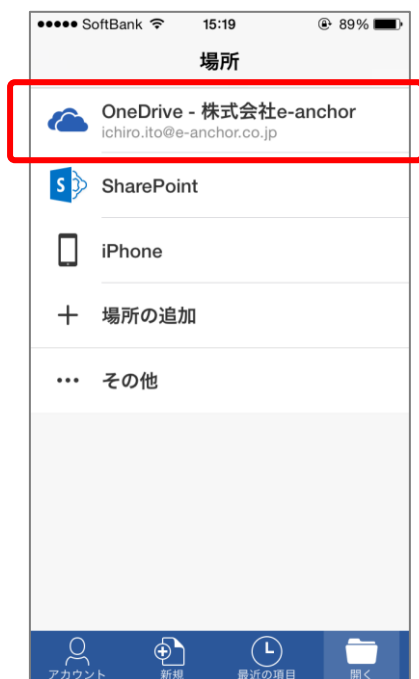 SoftBank 15:19 89%
場所
OneDrive - 株式会社e-anchor
ichiro.ito@e-anchor.co.jp
S SharePoint
iPhone
場所の追加
その他
アカウント 新規 最近の項目 開く